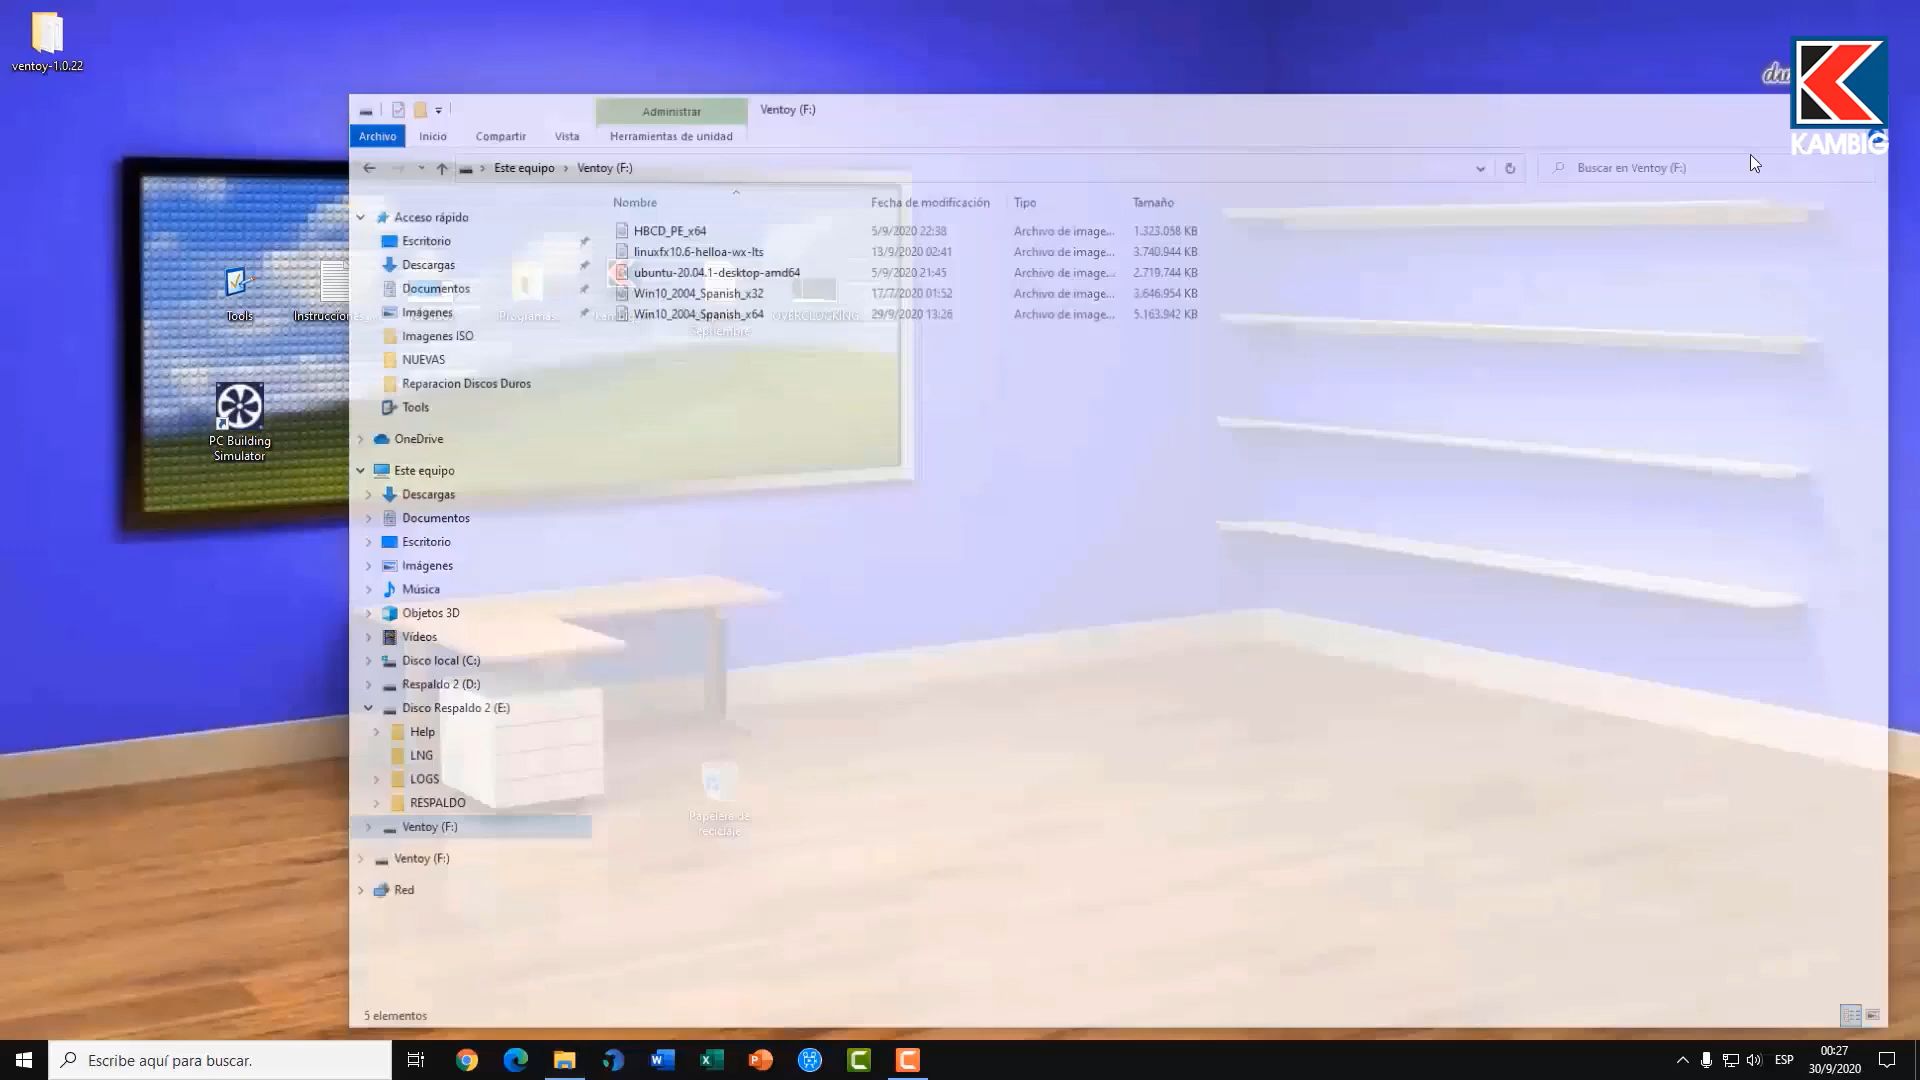 ventoy-1.0.22
KAMBIG
Administrar
Ventoy (F:)
Archivo
Inicio
Compartir
Vista
Herramientas de unidad
Este equipo
Ventoy (F:)
Buscar en Ventoy (F:)
Nombre
Fecha de modificación
Tipo
Tamaño
HBCD_PE_x64
5/9/2020 22:38
Archivo de image...
1.323.058 KB
linuxfx10.6-helloa-wx-lts
13/9/2020 02:41
Archivo de image...
3.740.944 KB
ubuntu-20.04.1-desktop-amd64
5/9/2020 21:45
Archivo de image...
2.719.744 KB
Win10_2004_Spanish_x32
17/7/2020 01:52
Archivo de image...
3.646.954 KB
Win10_2004_Spanish_x64
29/9/2020 13:26
Archivo de image...
5.163.942 KB
Acceso rápido
Escritorio
Descargas
Documentos
Imágenes
Imagenes ISO
NUEVAS
Reparacion Discos Duros
Tools
OneDrive
Este equipo
Descargas
Documentos
Escritorio
Imágenes
Música
Objetos 3D
Vídeos
Disco local (C:)
Respaldo 2 (D:)
Disco Respaldo 2 (E:)
Help
LNG
LOGS
RESPALDO
Ventoy (F:)
Ventoy (F:)
Red
5 elementos
Tools
Programas
Septiembre
OVERCLOCKING...
PC Building
Simulator
Papelera de
reciclaje
Escribe aquí para buscar.
ESP
00:27
30/9/2020